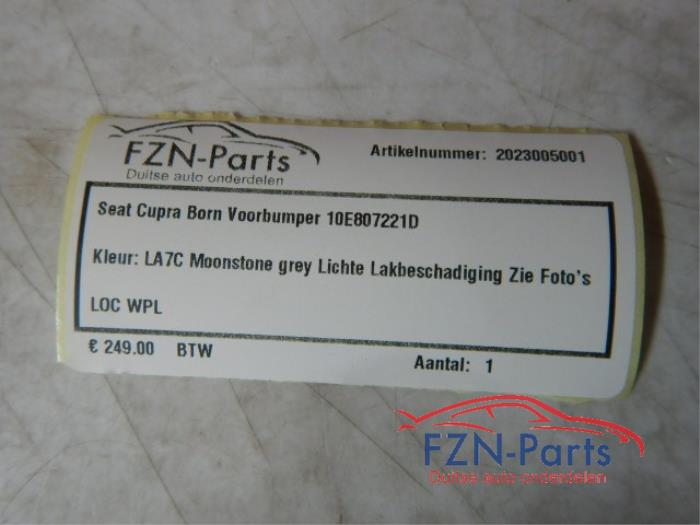 FZN-Parts
Duitse auto onderdelen
Artikelnummer: 2023005001
Seat Cupra Born Voorbumper 10E807221D
Kleur: LA7C Moonstone grey Lichte Lakbeschadiging Zie Foto's
LOC WPL
€ 249.00 BTW
Aantal: 1
FZN-Parts
Duitse auto onderdelen